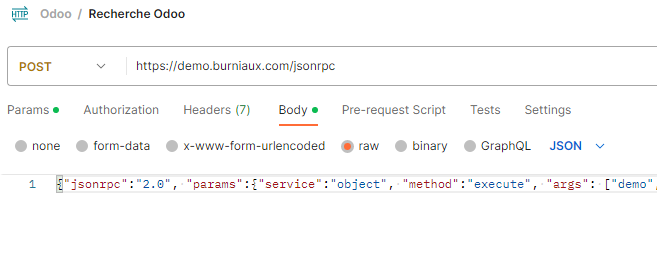 HTTP Odoo / Recherche Odoo
POST https://demo.burniaux.com/jsonrpc
Params Authorization Headers (7) Body Pre-request Script Tests Settings
none form-data x-www-form-urlencoded raw binary GraphQL JSON
1 {"jsonrpc":"2.0", "params":{"service":"object", "method":"execute", "args": ["demo",